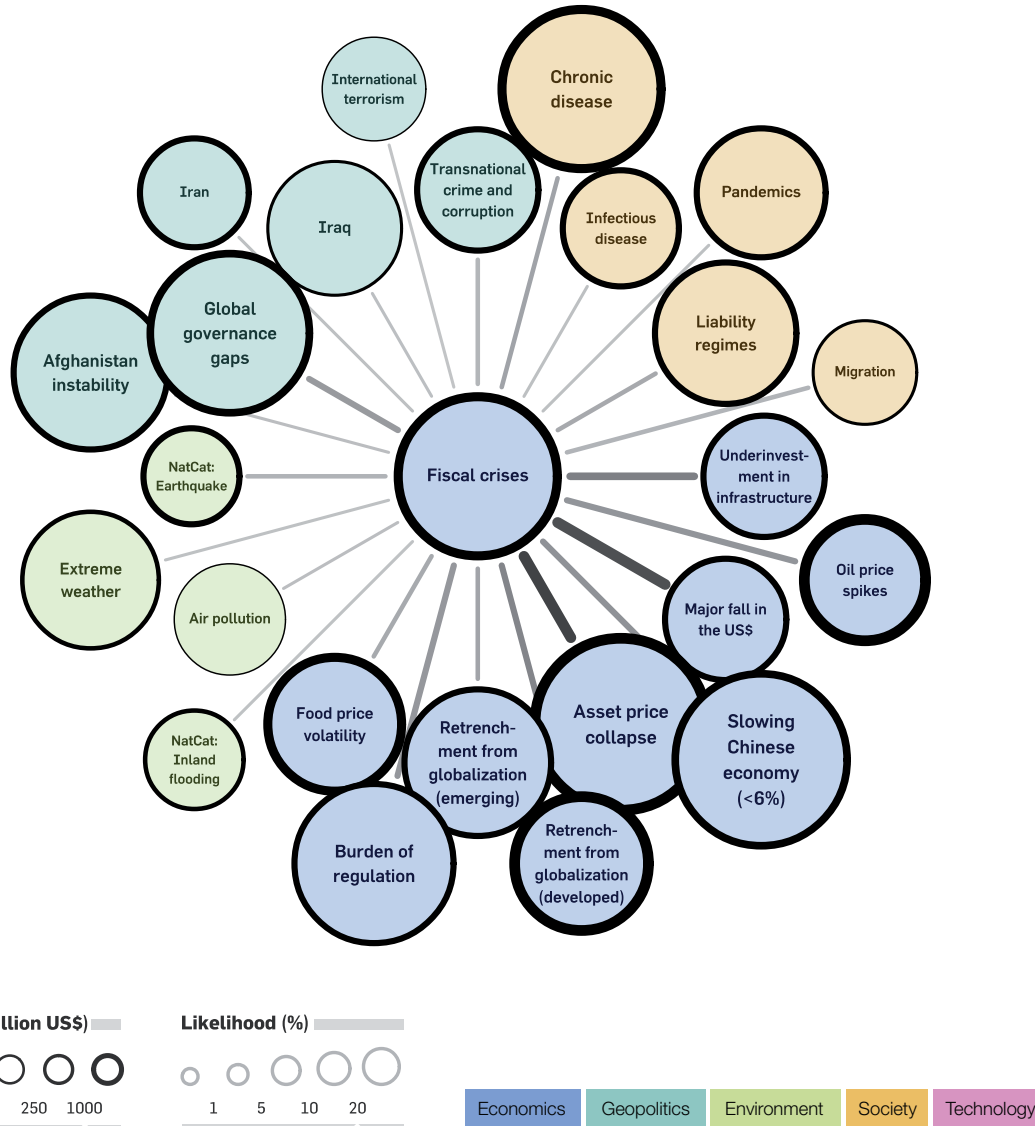 International
terrorism
Chronic
disease
Iran
Iraq
Transnational
crime and
corruption
Infectious
disease
Pandemics
Global
governance
gaps
Liability
regimes
Afghanistan
instability
Migration
NatCat:
Earthquake
Fiscal crises
Underinvest-
ment in
infrastructure
Extreme
weather
Air pollution
Major fall in
the US$
Oil price
spikes
NatCat:
Inland
flooding
Food price
volatility
Retrench-
ment from
globalization
(emerging)
Asset price
collapse
Slowing
Chinese
economy
(<6%)
Burden of
regulation
Retrench-
ment from
globalization
(developed)
llion US$)
250 1000
Likelihood (%)
1 5 10 20
Economics
Geopolitics
Environment
Society
Technology